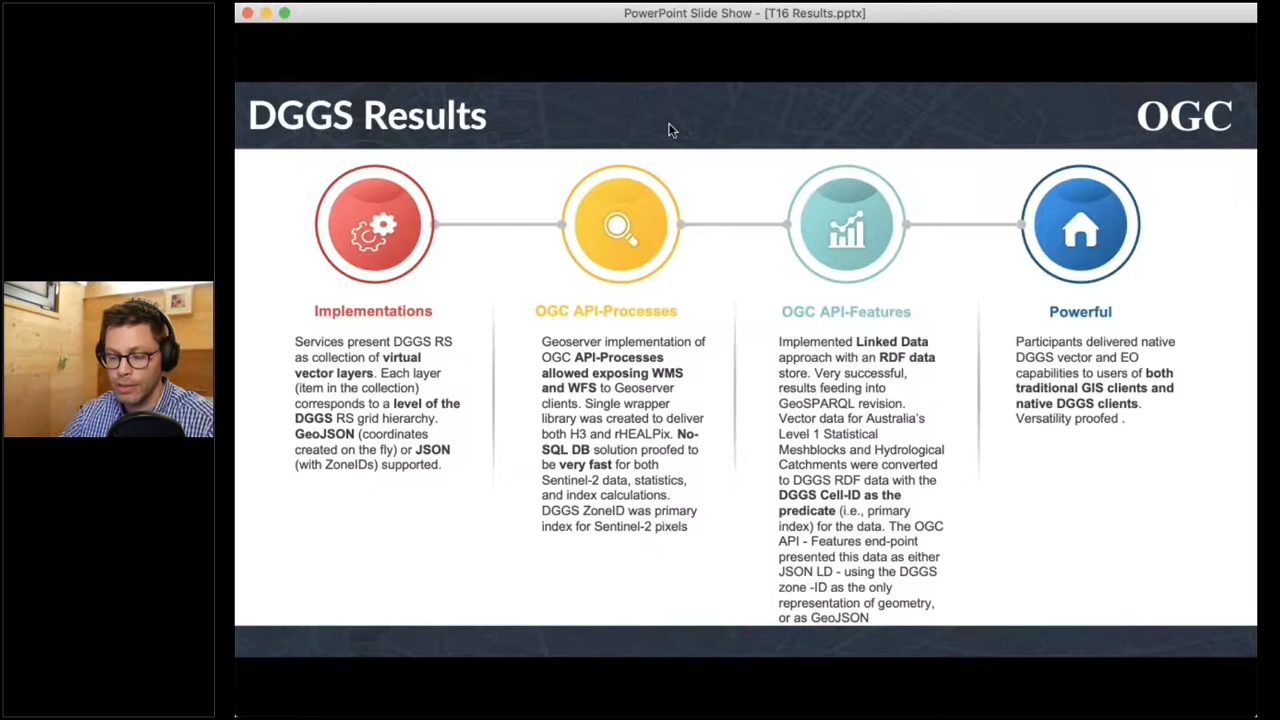 PowerPoint Slide Show - [T16 Results.pptx]
DGGS Results
OGC
Implementations
Services present DGGS RS
as collection of virtual
vector layers. Each layer
(item in the collection)
corresponds to a level of the
DGGS RS grid hierarchy.
GeoJSON (coordinates
created on the fly) or JSON
(with ZoneIDs) supported.
OGC API-Processes
Geoserver implementation of
OGC API-Processes
allowed exposing WMS
and WFS to Geoserver
clients. Single wrapper
library was created to deliver
both H3 and rHEALPix. No-
SQL DB solution proofed to
be very fast for both
Sentinel-2 data, statistics,
and index calculations.
DGGS ZoneID was primary
index for Sentinel-2 pixels
OGC API-Features
Implemented Linked Data
approach with an RDF data
store. Very successful,
results feeding into
GeoSPARQL revision.
Vector data for Australia's
Level 1 Statistical
Meshblocks and Hydrological
Catchments were converted
to DGGS RDF data with the
DGGS Cell-ID as the
predicate (i.e., primary
index) for the data. The OGC
API - Features end-point
presented this data as either
JSON LD - using the DGGS
zone -ID as the only
representation of geometry,
or as GeoJSON
Powerful
Participants delivered native
DGGS vector and EO
capabilities to users of both
traditional GIS clients and
native DGGS clients.
Versatility proofed .